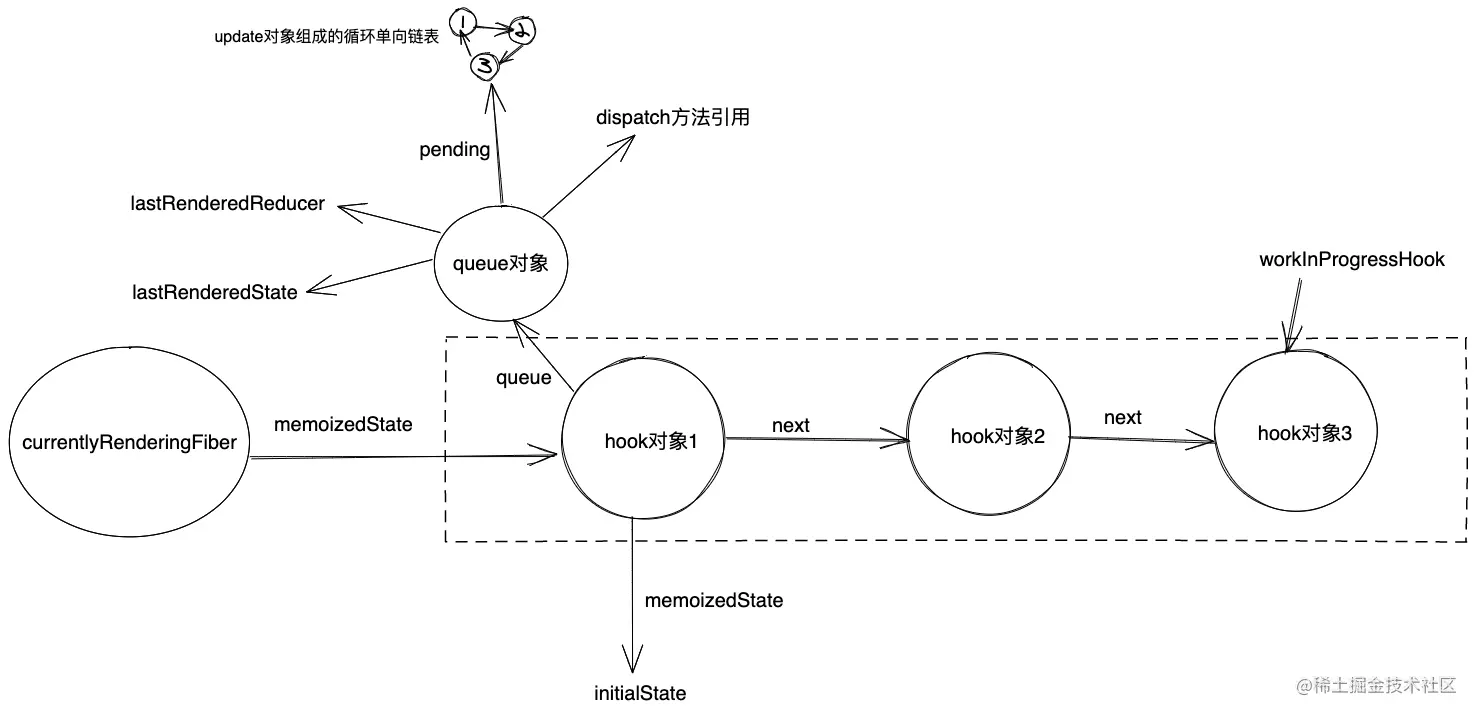 1
2
update对象组成的循环单向链表
3
dispatch方法引用
pending
lastRenderedReducer
queue对象
workInProgressHook
lastRenderedState
queue
memoizedState
next
next
currentlyRenderingFiber
hook对象1
hook对象2
hook对象3
memoizedState
initialState
@稀土掘金技术社区